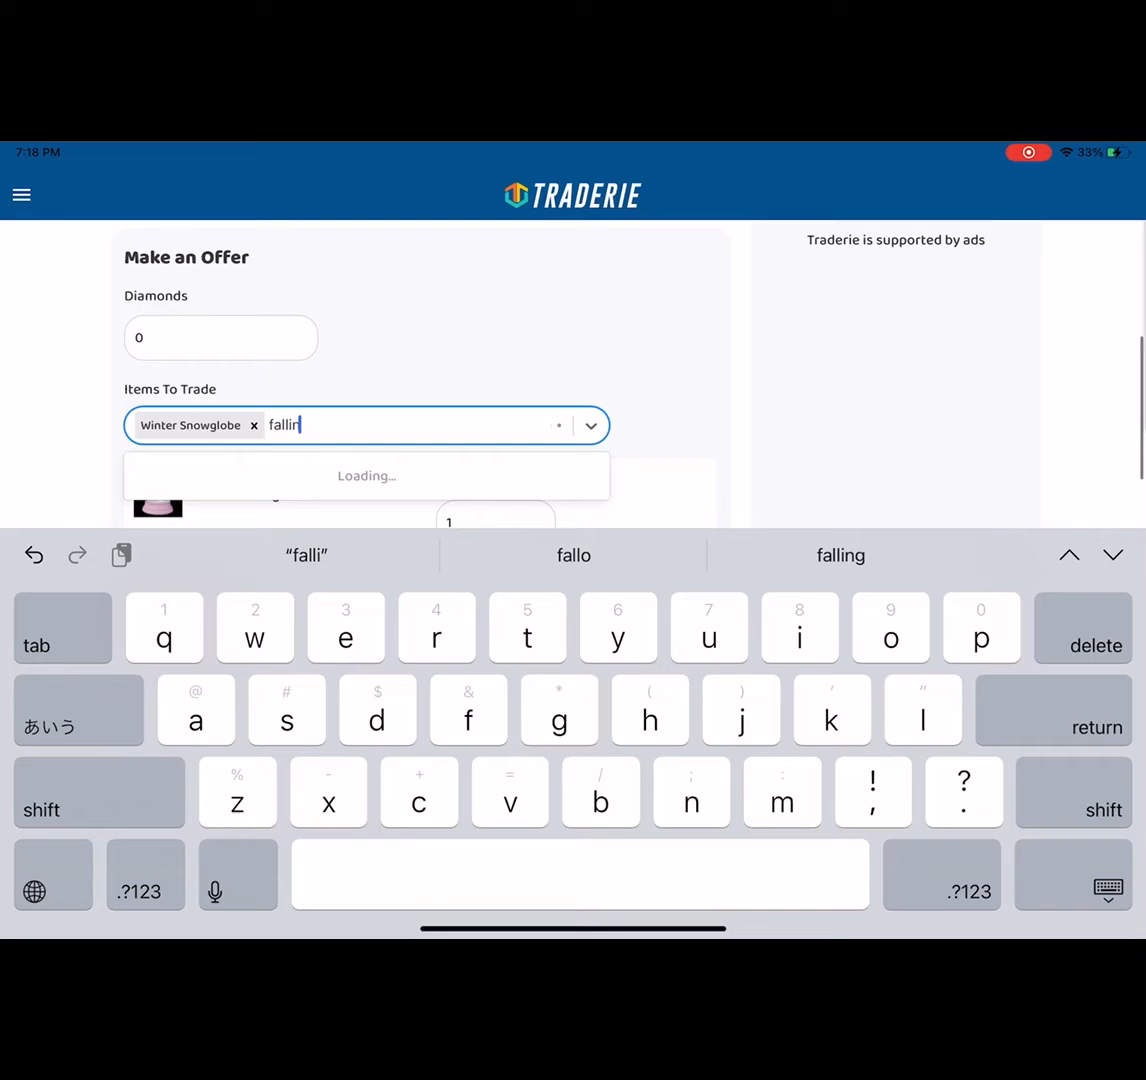 7:18 PM
33%
TRADERIE
Make an Offer
Traderie is supported by ads
Diamonds
0
Items To Trade
Winter Snowglobe × fallin
Loading...
1
“falli” fallo falling
tab 1 q 2 w 3 e 4 r 5 t 6 y 7 u 8 i 9 o 0 p delete
あいう @ a # s $ d & f * g ( h ) j ' k " l return
shift % z - x + c = v / b ; n : m ! , ? . shift
.?123 .?123